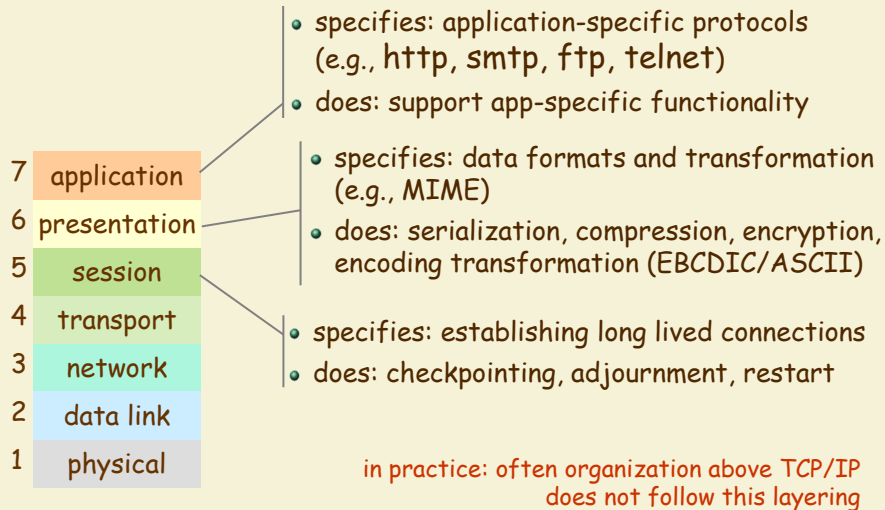 specifies: application-specific protocols
(e.g., http, smtp, ftp, telnet)
does: support app-specific functionality
7 application
6 presentation
5 session
4 transport
3 network
2 data link
1 physical
specifies: data formats and transformation
(e.g., MIME)
does: serialization, compression, encryption,
encoding transformation (EBCDIC/ASCII)
specifies: establishing long lived connections
does: checkpointing, adjournment, restart
in practice: often organization above TCP/IP
does not follow this layering